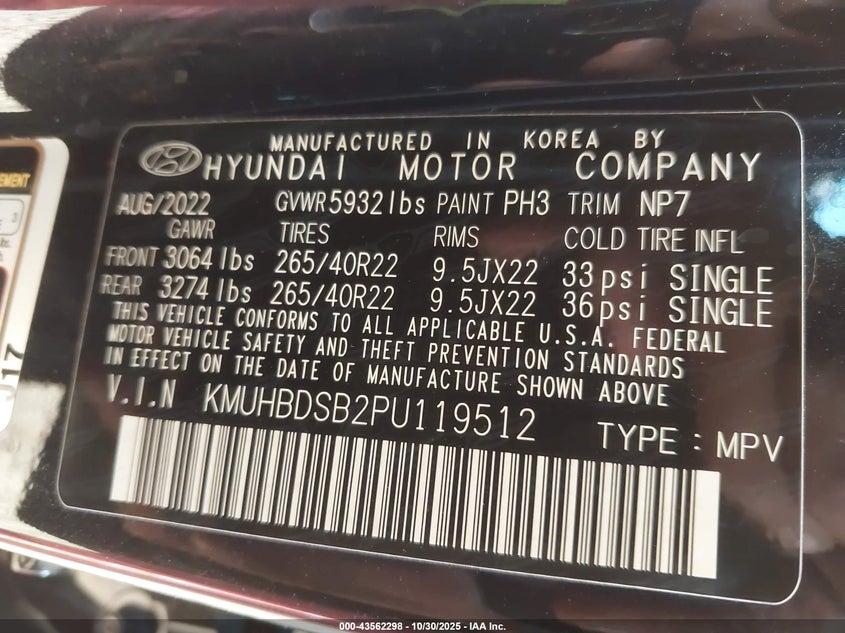 MANUFACTURED IN KOREA BY
HYUNDAI MOTOR COMPANY
AUG/2022 GVWR 5932 lbs PAINT PH3 TRIM NP7
GAWR TIRES RIMS COLD TIRE INFL
FRONT 3064 lbs 265/40R22 9.5JX22 33 psi SINGLE
REAR 3274 lbs 265/40R22 9.5JX22 36 psi SINGLE
THIS VEHICLE CONFORMS TO ALL APPLICABLE U.S.A. FEDERAL
MOTOR VEHICLE SAFETY AND THEFT PREVENTION STANDARDS
IN EFFECT ON THE DATE OF MANUFACTURE SHOWN ABOVE
V.I.N KMUHBDSB2PU119512
TYPE : MPV
000-43562298 - 10/30/2025 - IAA Inc.